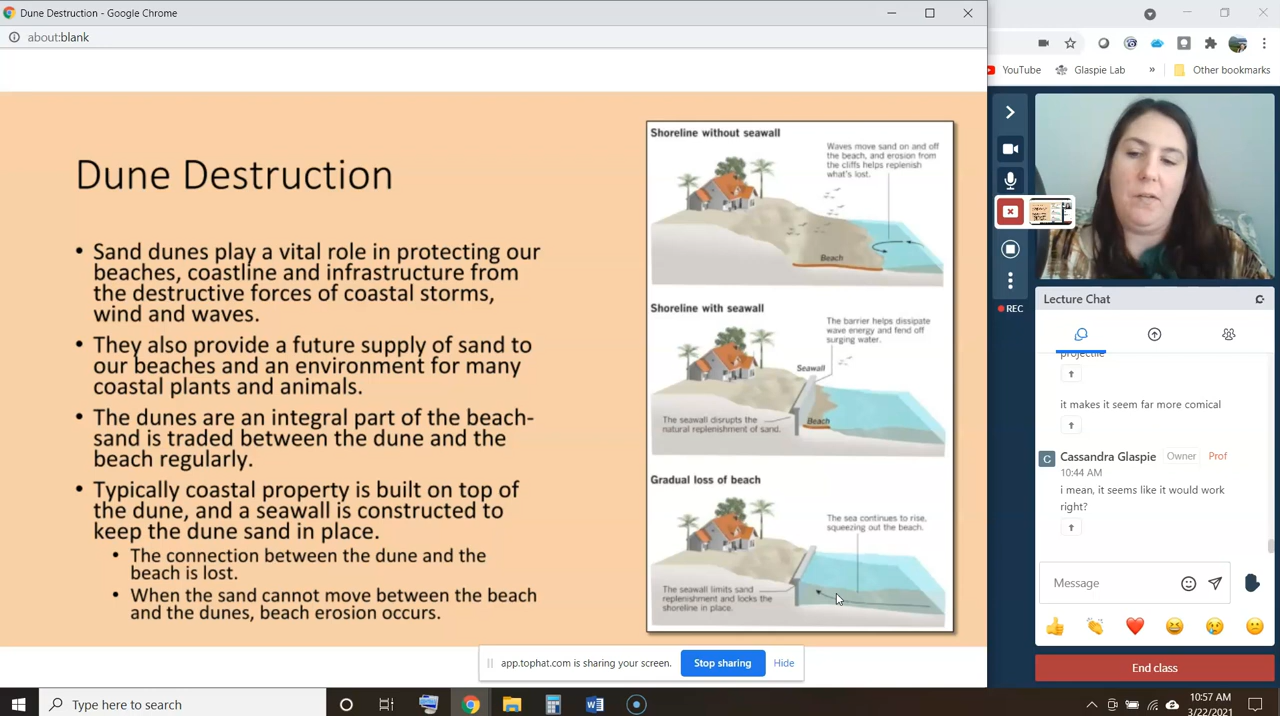 Dune Destruction - Google Chrome
about:blank
YouTube
Glaspie Lab
»
Other bookmarks
Dune Destruction
• Sand dunes play a vital role in protecting our
beaches, coastline and infrastructure from
the destructive forces of coastal storms,
wind and waves.
• They also provide a future supply of sand to
our beaches and an environment for many
coastal plants and animals.
• The dunes are an integral part of the beach-
sand is traded between the dune and the
beach regularly.
• Typically coastal property is built on top of
the dune, and a seawall is constructed to
keep the dune sand in place.
• The connection between the dune and the
beach is lost.
• When the sand cannot move between the beach
and the dunes, beach erosion occurs.
Shoreline without seawall
Waves move sand on and off
the beach, and erosion from
the cliffs helps replenish
what's lost.
Beach
Shoreline with seawall
The barrier helps dissipate
wave energy and fend off
surging water.
Seawall
The seawall disrupts the
natural replenishment of sand.
Beach
Gradual loss of beach
The sea continues to rise,
squeezing out the beach.
The seawall limits sand
replenishment and locks the
shoreline in place.
REC
Lecture Chat
projectile
it makes it seem far more comical
C
Cassandra Glaspie Owner Prof
10:44 AM
i mean, it seems like it would work
right?
Message
End class
app.tophat.com is sharing your screen.
Stop sharing
Hide
Type here to search
10:57 AM
3/22/2021